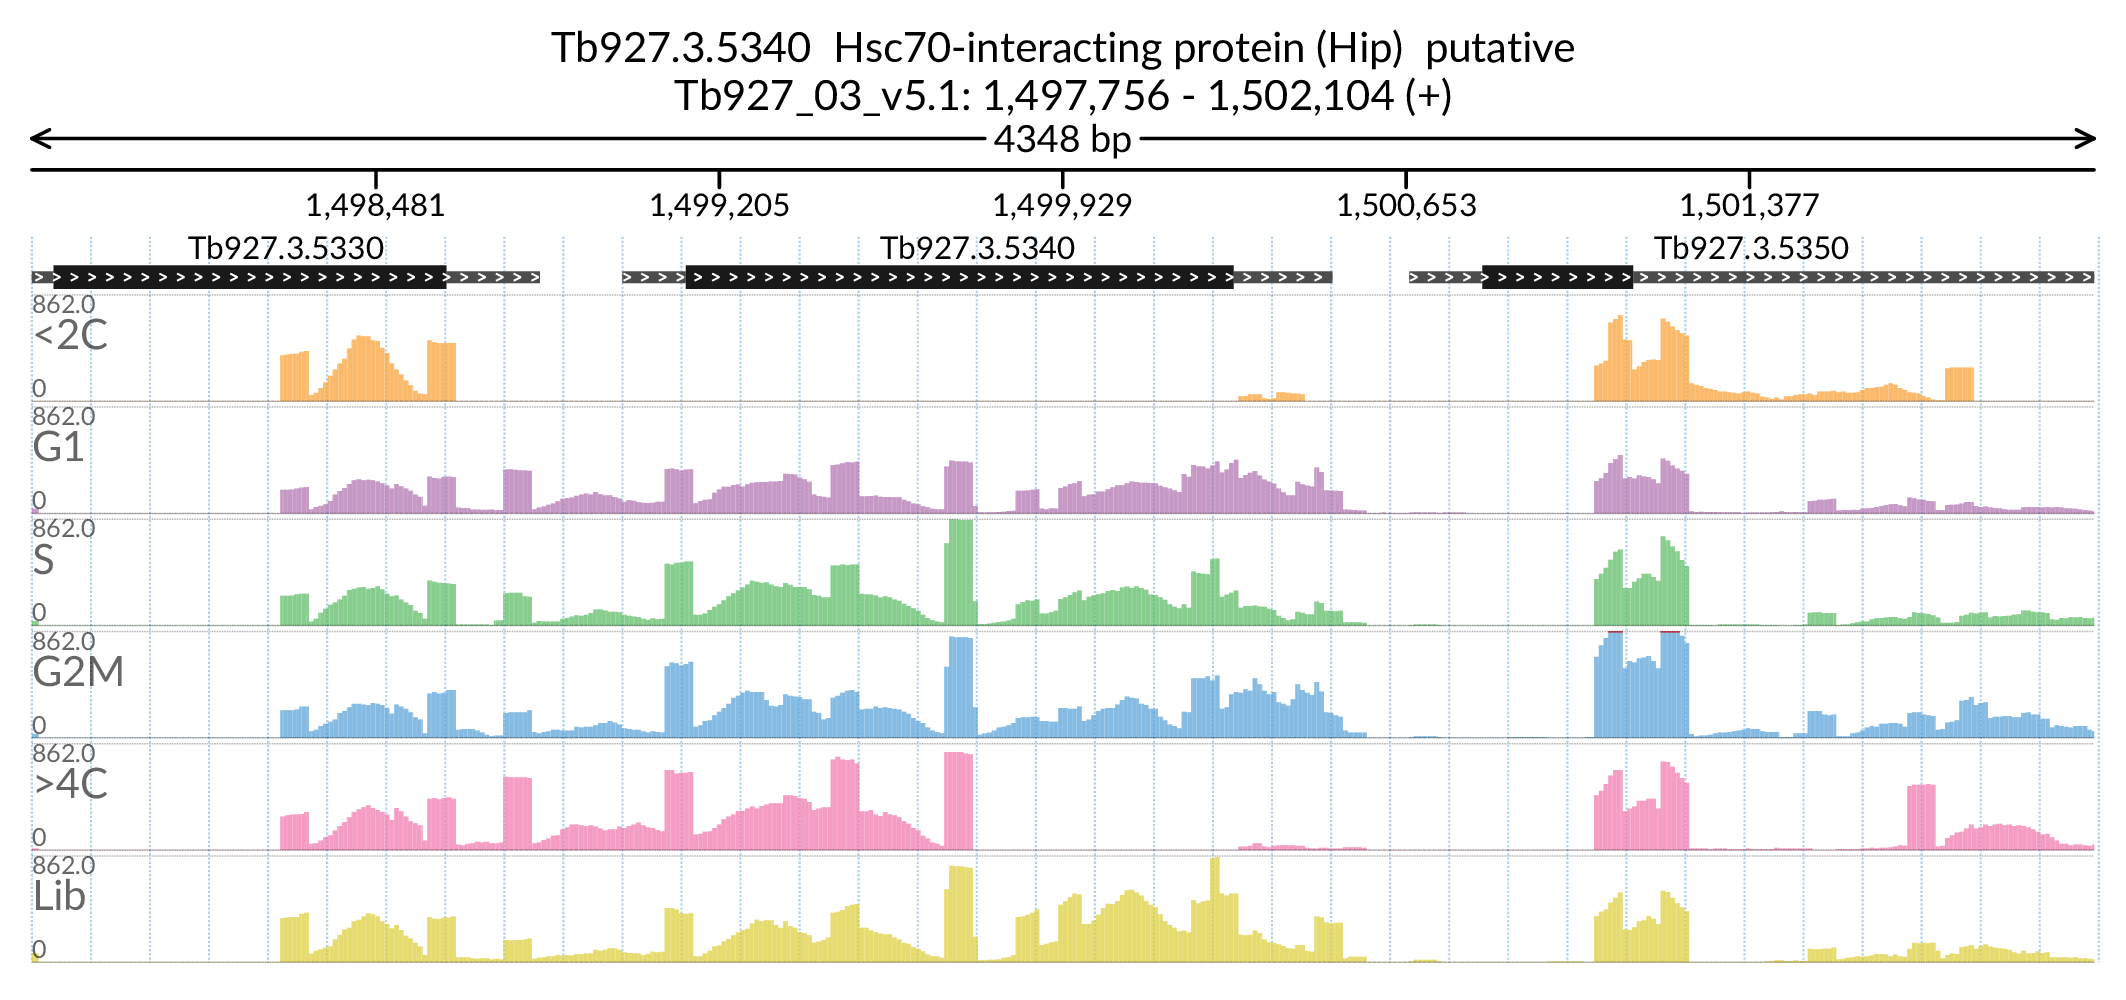 Tb927.3.5340 Hsc70-interacting protein (Hip) putative
Tb927_03_v5.1: 1,497,756 - 1,502,104 (+)
4348 bp
1,498,481 1,499,205 1,499,929 1,500,653 1,501,377
Tb927.3.5330 Tb927.3.5340 Tb927.3.5350
862.0
<2C
0
862.0
G1
0
862.0
S
0
862.0
G2M
0
862.0
>4C
0
862.0
Lib
0